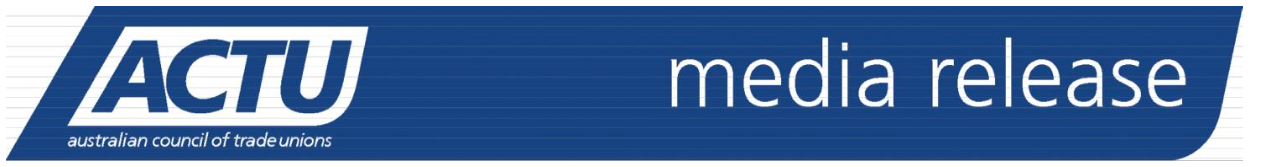 ACTU
australian council of trade unions
media release